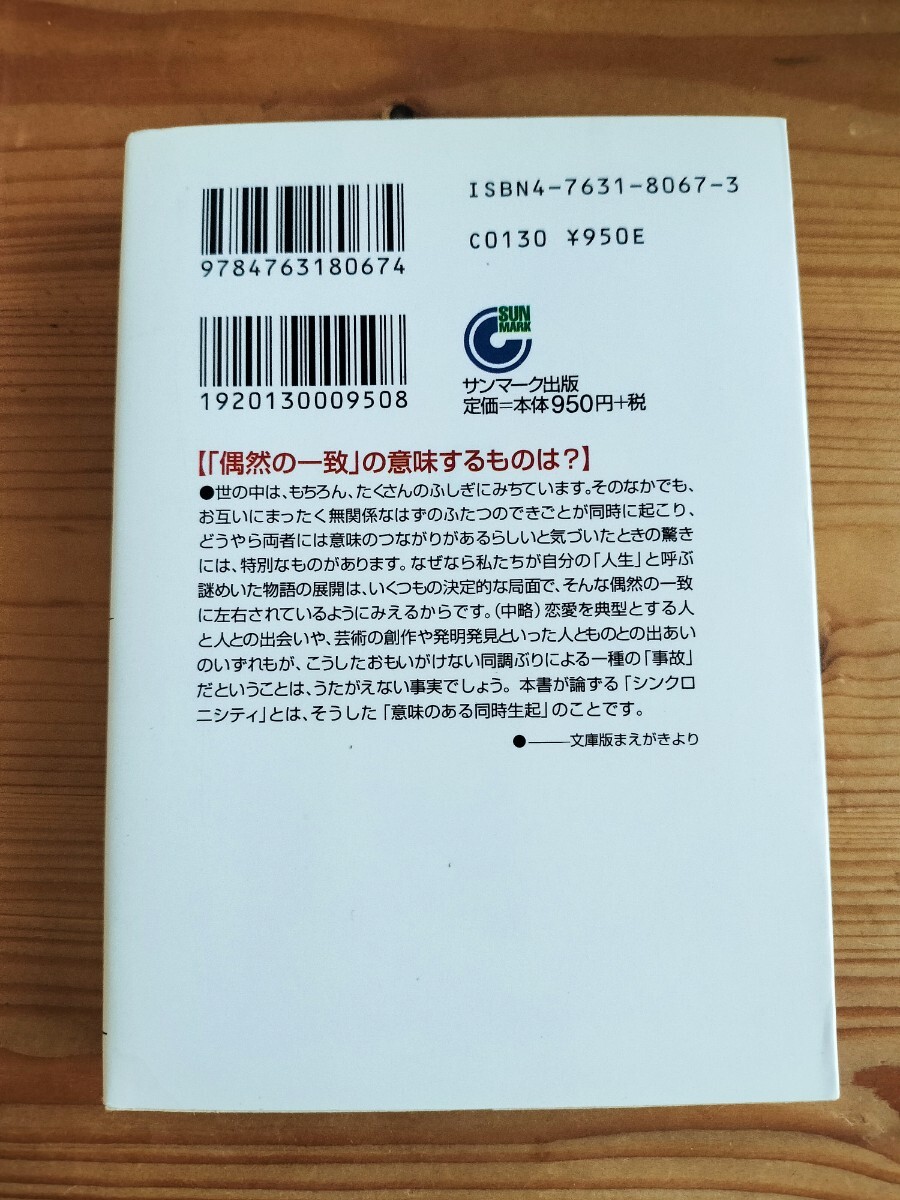 ISBN4-7631-8067-3
9784763180674
C0130 ¥950E
SUN
MARK
1920130009508
サンマーク出版
定価=本体950円+税
【「偶然の一致」の意味するものは?】
●世の中は、もちろん、たくさんのふしぎにみちています。そのなかでも、
お互いにまったく無関係なはずのふたつのできごとが同時に起こり、
どうやら両者には意味のつながりがあるらしいと気づいたときの驚き
には、特別なものがあります。なぜなら私たちが自分の「人生」と呼ぶ
謎めいた物語の展開は、いくつもの決定的な局面で、そんな偶然の一致
に左右されているようにみえるからです。(中略)恋愛を典型とする人
と人との出会いや、芸術の創作や発明発見といった人とものとの出あい
のいずれもが、こうしたおもいがけない同調ぶりによる一種の「事故」
だということは、うたがえない事実でしょう。本書が論ずる「シンクロ
ニシティ」とは、そうした「意味のある同時生起」のことです。
●―――文庫版まえがきより